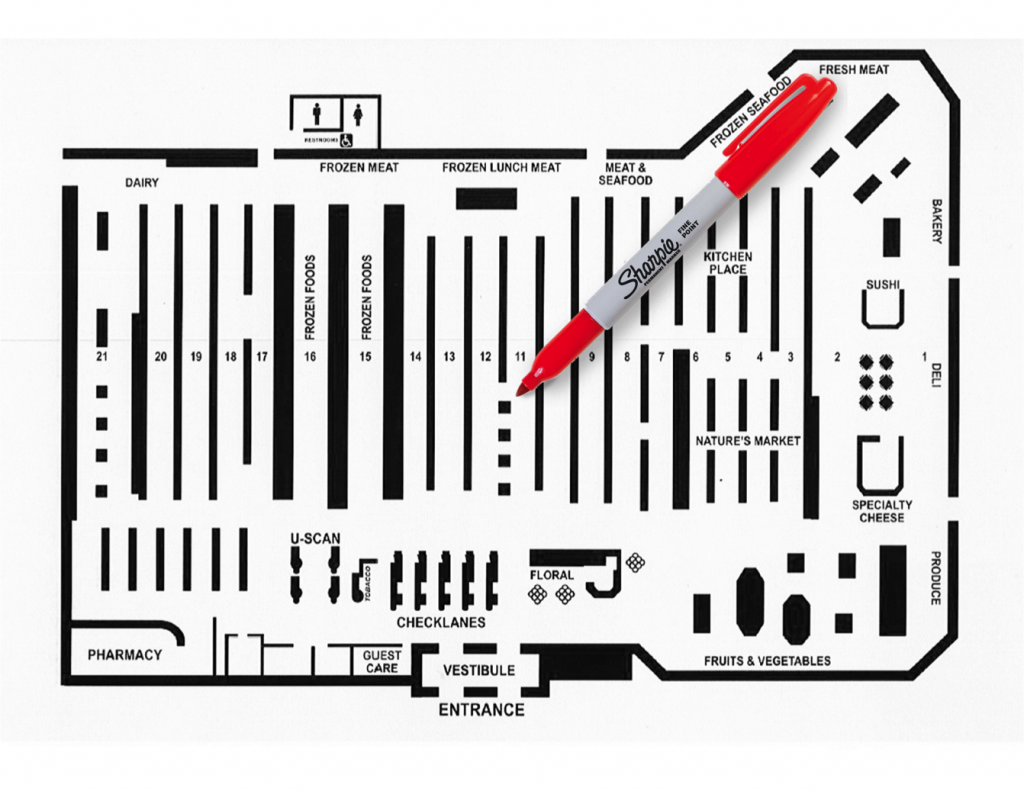 FRESH MEAT
FROZEN SEAFOOD
RESTROOMS
FROZEN MEAT
FROZEN LUNCH MEAT
MEAT &
SEAFOOD
DAIRY
BAKERY
Sharpie
FINE
POINT
KITCHEN
PLACE
FROZEN FOODS
FROZEN FOODS
SUSHI
21
20
19
18
17
16
15
14
13
12
11
9
8
7
6
5
4
3
2
1
DELI
NATURE'S MARKET
SPECIALTY
CHEESE
U-SCAN
TOBACCO
FLORAL
PRODUCE
CHECKLANES
PHARMACY
GUEST
CARE
VESTIBULE
FRUITS & VEGETABLES
ENTRANCE